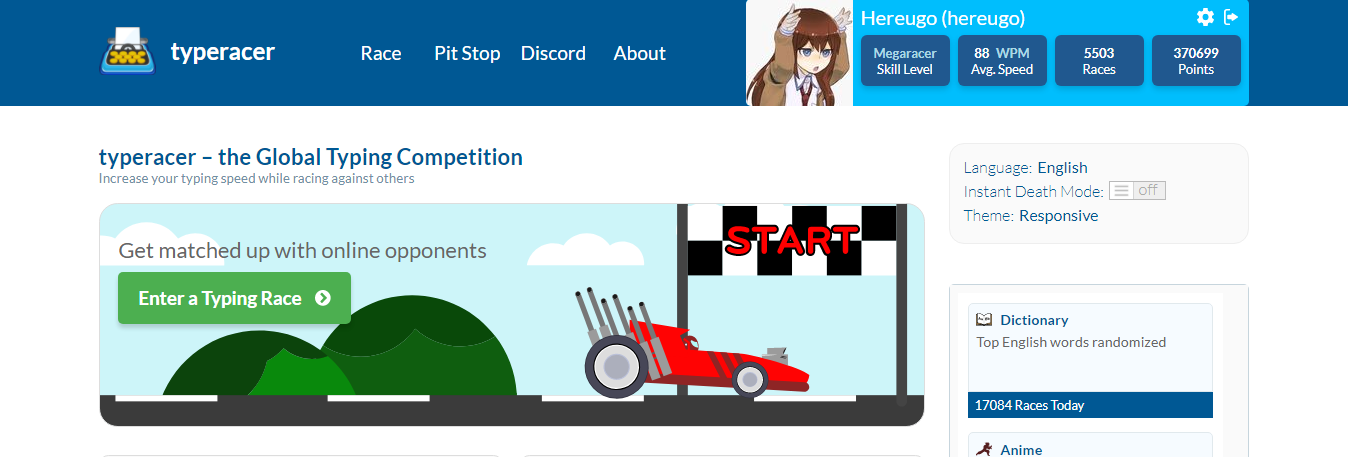 typeracer
Race Pit Stop Discord About
Hereugo (hereugo)
Megaracer
Skill Level
88 WPM
Avg. Speed
5503
Races
370699
Points
typeracer – the Global Typing Competition
Increase your typing speed while racing against others
Get matched up with online opponents
Enter a Typing Race
START
Language: English
Instant Death Mode: off
Theme: Responsive
Dictionary
Top English words randomized
17084 Races Today
Anime